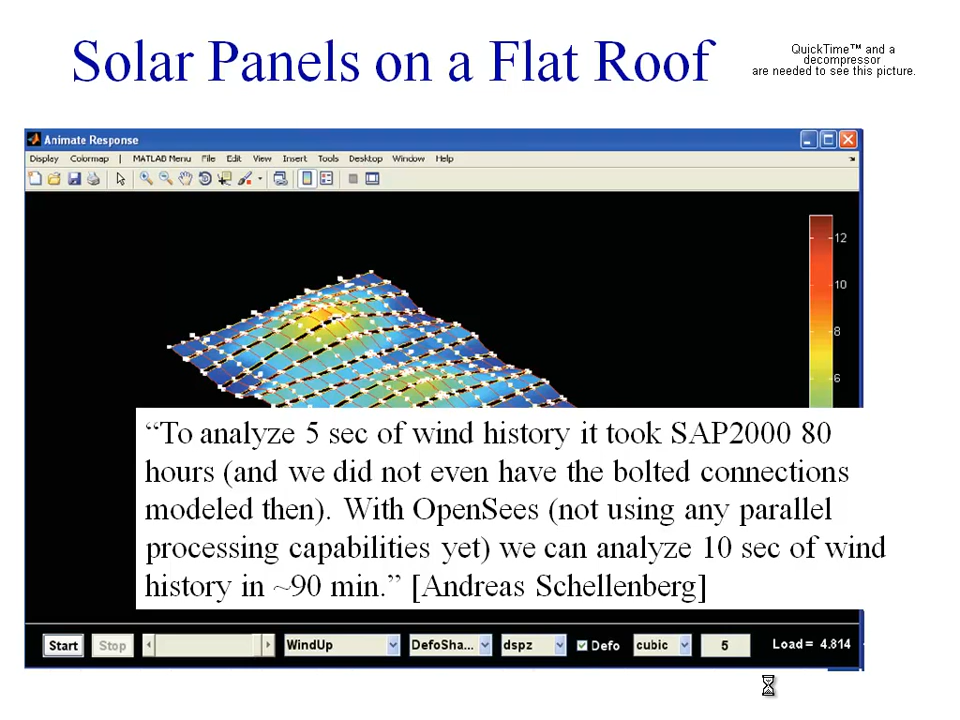 Solar Panels on a Flat Roof
QuickTime™ and a
decompressor
are needed to see this picture.
Animate Response
Display Colormap | MATLAB Menu File Edit View Insert Tools Desktop Window Help
12
10
8
6
“To analyze 5 sec of wind history it took SAP2000 80
hours (and we did not even have the bolted connections
modeled then). With OpenSees (not using any parallel
processing capabilities yet) we can analyze 10 sec of wind
history in ~90 min.” [Andreas Schellenberg]
Start Stop WindUp DefoSha... dspz Defo cubic 5 Load = 4.814